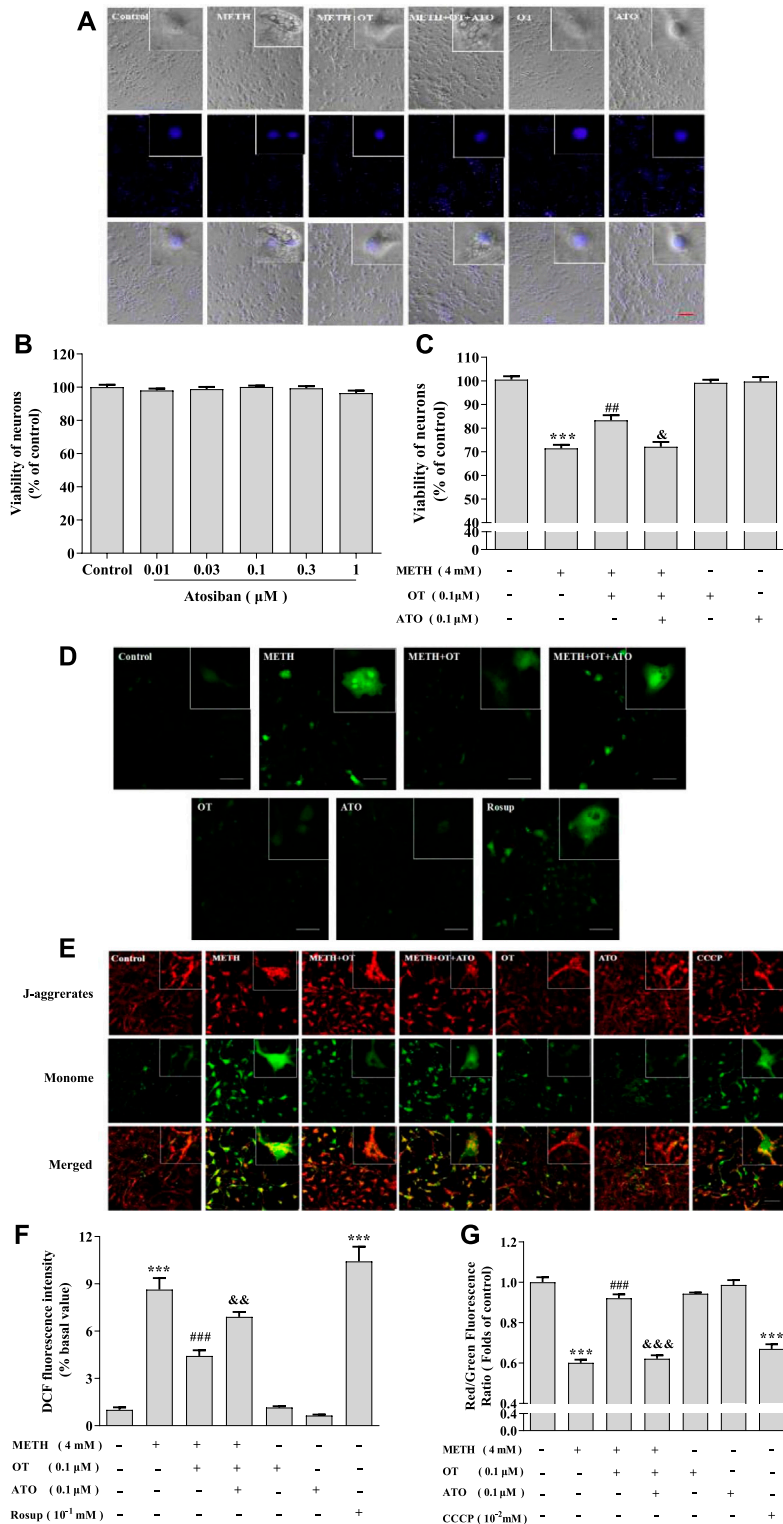 A
Control
METH
METH+OT
METH+OT+ATO
OT
ATO
B
Viability of neurons
(% of control)
120
100
80
60
40
20
0
Control
0.01
0.03
0.1
0.3
1
Atosiban ( μM )
C
Viability of neurons
(% of control)
110
100
90
80
70
60
50
40
40
0
***
##
&
METH ( 4 mM ) - + + + - -
OT ( 0.1μM ) - - + + + -
ATO ( 0.1 μM ) - - - + - +
D
Control
METH
METH+OT
METH+OT+ATO
OT
ATO
Rosup
E
Control
METH
METH+OT
METH+OT+ATO
OT
ATO
CCCP
J-aggrerates
Monome
Merged
F
DCF fluorescence intensity
(% basal value)
12
9
6
3
0
***
###
&&
***
METH ( 4 mM ) - + + + - - -
OT ( 0.1 μM ) - - + + + - -
ATO ( 0.1 μM ) - - - + - + -
Rosup ( 10⁻¹ mM ) - - - - - - +
G
Red/Green Fluorescence
Ratio ( Folds of control)
1.2
1.0
0.8
0.6
0.4
0.4
0.0
***
###
&&&
***
METH ( 4 mM ) - + + + - - -
OT ( 0.1 μM ) - - + + + - -
ATO ( 0.1 μM ) - - - + - + -
CCCP ( 10⁻² mM ) - - - - - - +